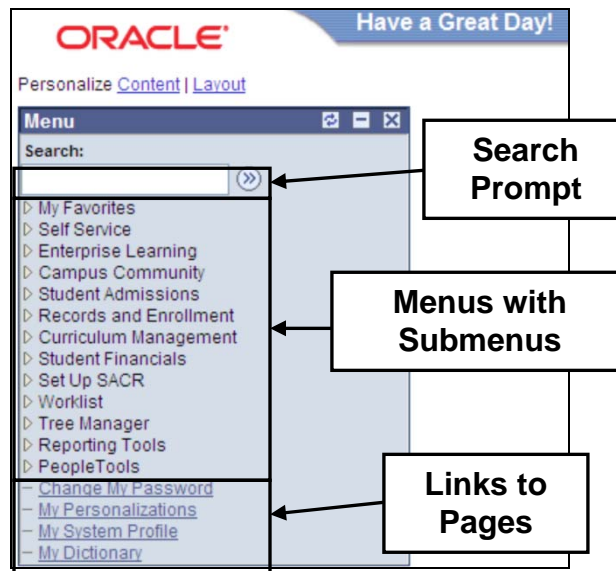 ORACLE
Have a Great Day!
Personalize Content | Layout
Menu
Search:
My Favorites
Self Service
Enterprise Learning
Campus Community
Student Admissions
Records and Enrollment
Curriculum Management
Student Financials
Set Up SACR
Worklist
Tree Manager
Reporting Tools
PeopleTools
– Change My Password
– My Personalizations
– My System Profile
– My Dictionary
Search
Prompt
Menus with
Submenus
Links to
Pages